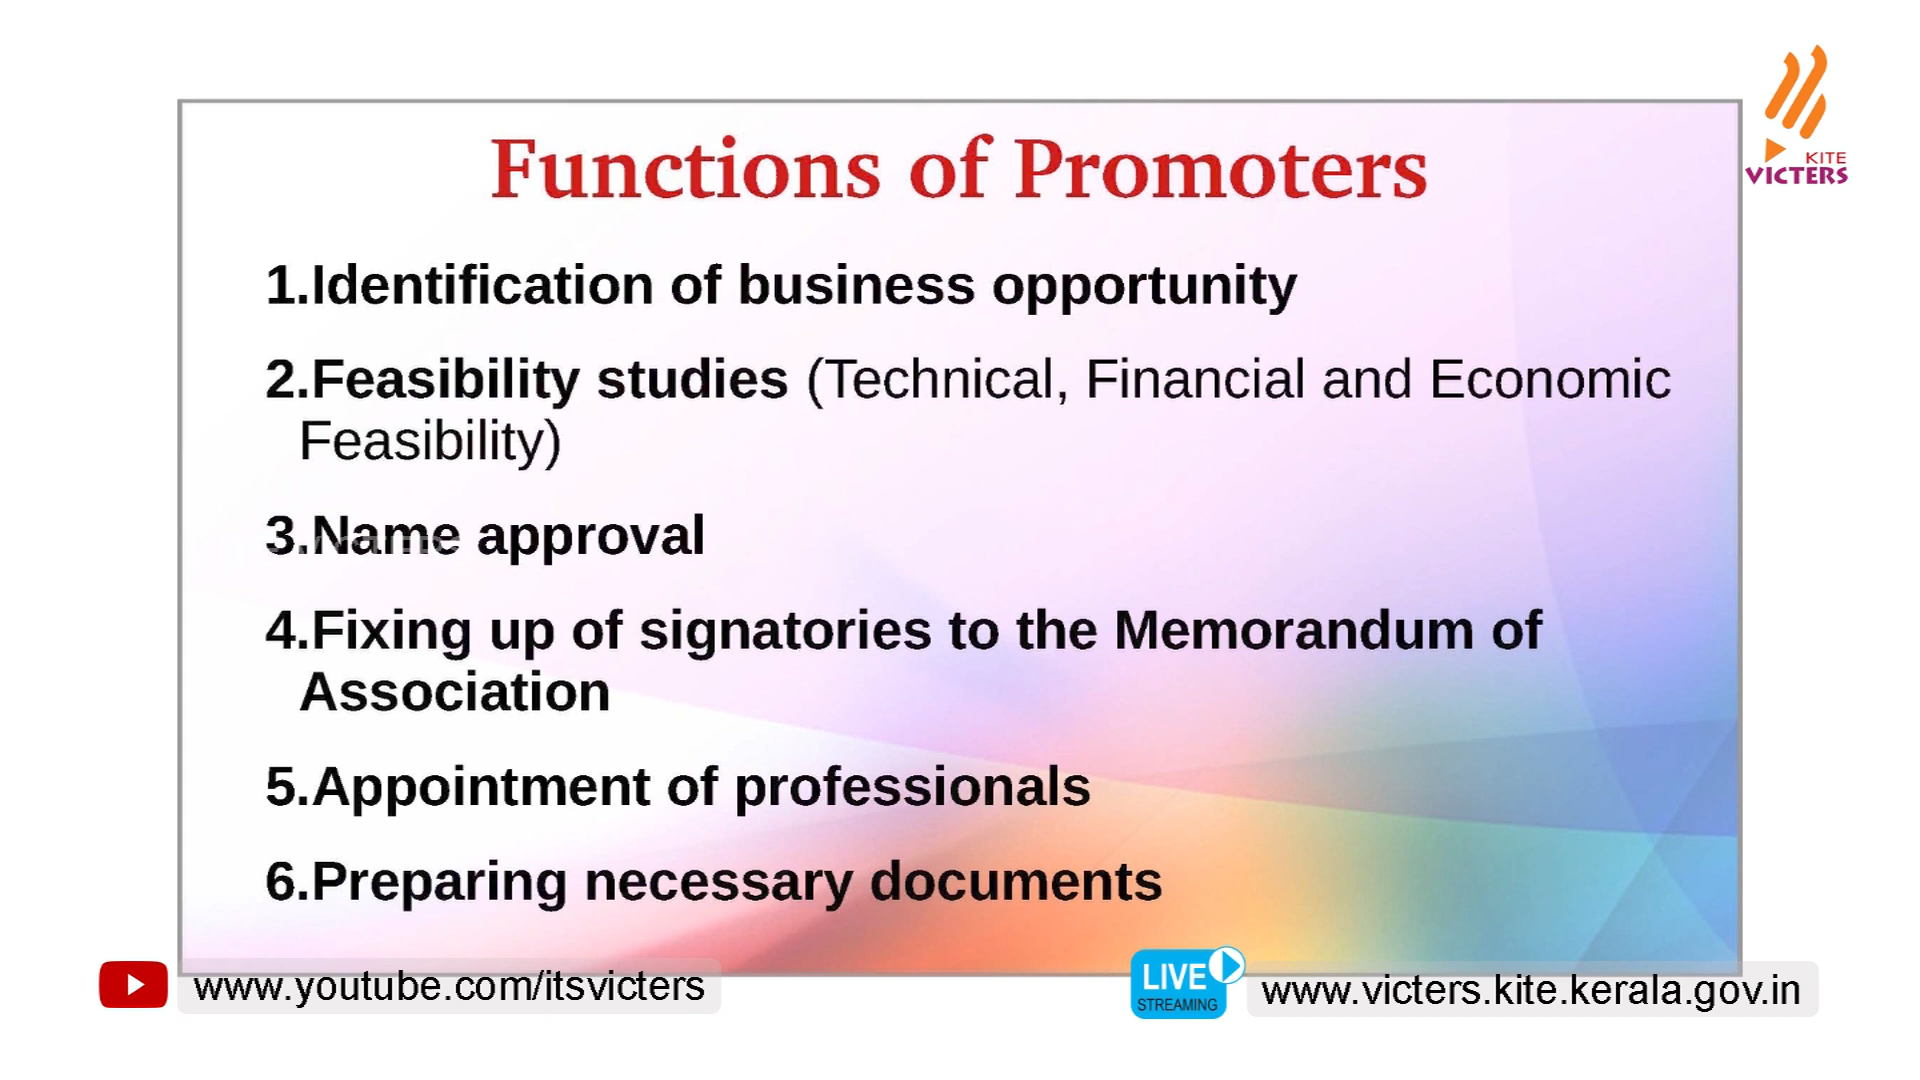 KITE
VICTERS
Functions of Promoters
1.Identification of business opportunity
2.Feasibility studies (Technical, Financial and Economic
Feasibility)
3.Name approval
4.Fixing up of signatories to the Memorandum of
Association
5.Appointment of professionals
6.Preparing necessary documents
www.youtube.com/itsvicters
LIVE
STREAMING
www.victers.kite.kerala.gov.in